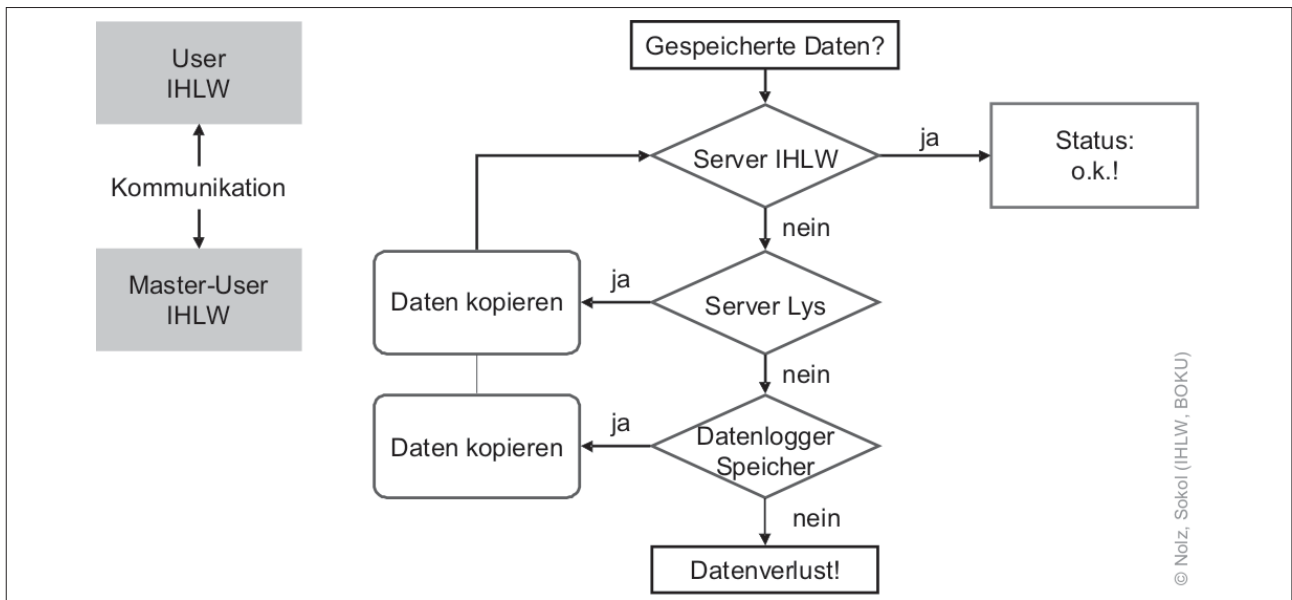 User
IHLW
Kommunikation
Master-User
IHLW
Gespeicherte Daten?
Server IHLW
ja
Status:
o.k.!
nein
Server Lys
ja
Daten kopieren
nein
Datenlogger
Speicher
ja
Daten kopieren
nein
Datenverlust!
© Nolz, Sokol (IHLW, BOKU)